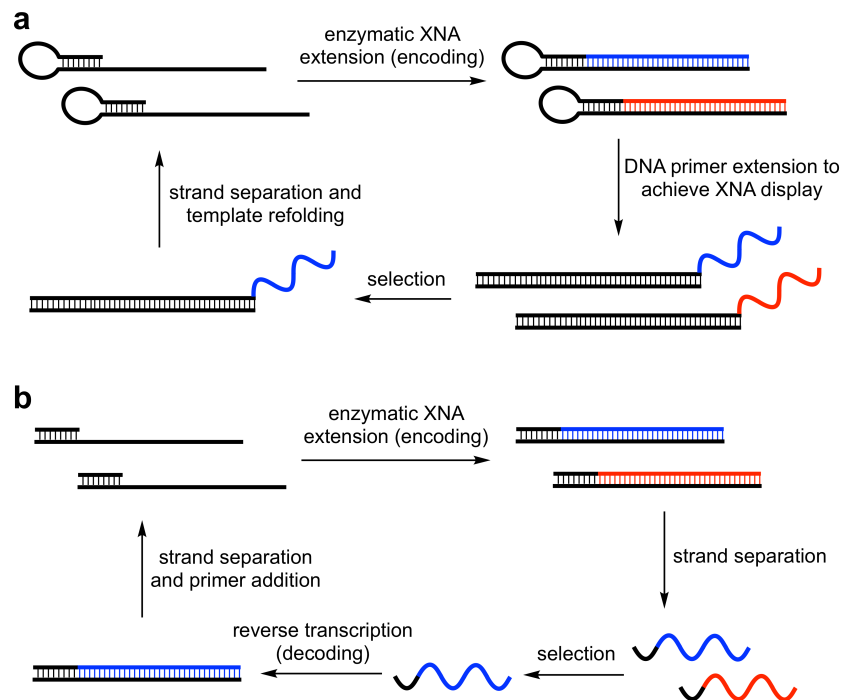 a
enzymatic XNA
extension (encoding)
DNA primer extension to
achieve XNA display
strand separation and
template refolding
selection
b
enzymatic XNA
extension (encoding)
strand separation
strand separation
and primer addition
reverse transcription
(decoding)
selection